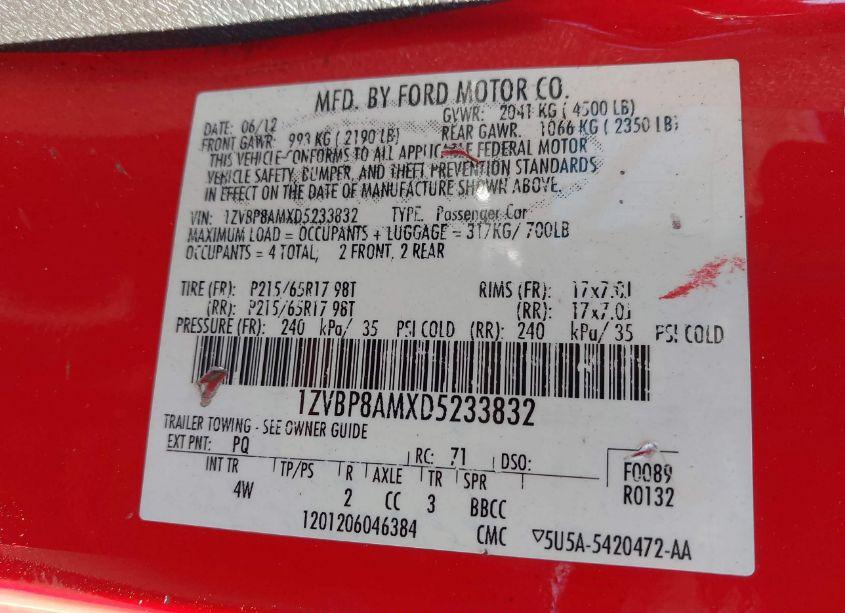 MFD. BY FORD MOTOR CO.
DATE: 06/12 GVWR: 2041 KG ( 4500 LB)
FRONT GAWR: 993 KG ( 2190 LB) REAR GAWR: 1066 KG ( 2350 LB)
THIS VEHICLE CONFORMS TO ALL APPLICABLE FEDERAL MOTOR
VEHICLE SAFETY, BUMPER, AND THEFT PREVENTION STANDARDS
IN EFFECT ON THE DATE OF MANUFACTURE SHOWN ABOVE.
VIN: 1ZVBP8AMXD5233832 TYPE: Passenger Car
MAXIMUM LOAD = OCCUPANTS + LUGGAGE = 317KG/ 700LB
OCCUPANTS = 4 TOTAL, 2 FRONT, 2 REAR
TIRE (FR): P215/65R17 98T RIMS (FR): 17x7.0J
(RR): P215/65R17 98T (RR): 17x7.0J
PRESSURE (FR): 240 kPa/ 35 PSI COLD (RR): 240 kPa/ 35 PSI COLD
1ZVBP8AMXD5233832
TRAILER TOWING - SEE OWNER GUIDE
EXT PNT: PQ RC: 71 DSO: F0089
INT TR TP/PS R AXLE TR SPR R0132
4W 2 CC 3 BBCC
1201206046384 CMC ▽5U5A-5420472-AA